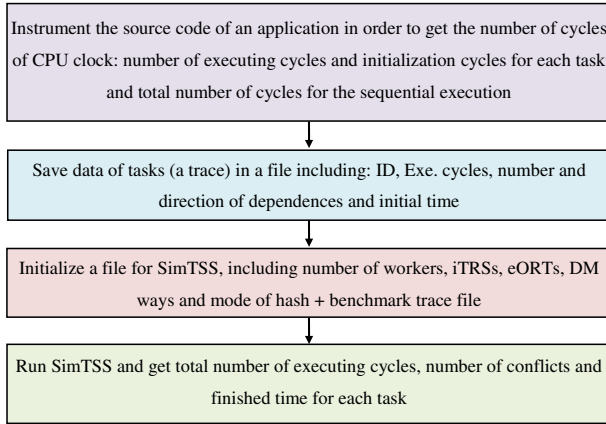 Instrument the source code of an application in order to get the number of cycles
of CPU clock: number of executing cycles and initialization cycles for each task
and total number of cycles for the sequential execution
Save data of tasks (a trace) in a file including: ID, Exe. cycles, number and
direction of dependences and initial time
Initialize a file for SimTSS, including number of workers, iTRSs, eORTs, DM
ways and mode of hash + benchmark trace file
Run SimTSS and get total number of executing cycles, number of conflicts and
finished time for each task